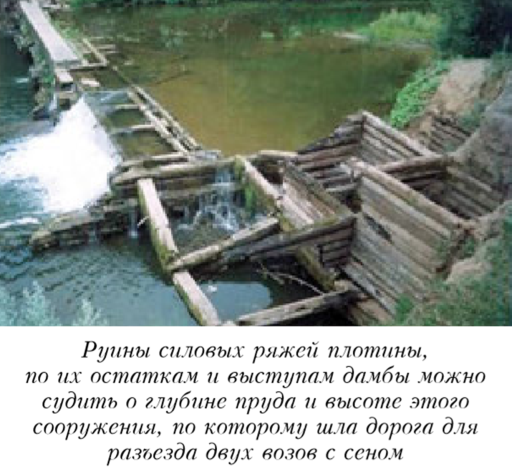 Руины силовых ряжей плотины,
по их остаткам и выступам дамбы можно
судить о глубине пруда и высоте этого
сооружения, по которому шла дорога для
разъезда двух возов с сеном